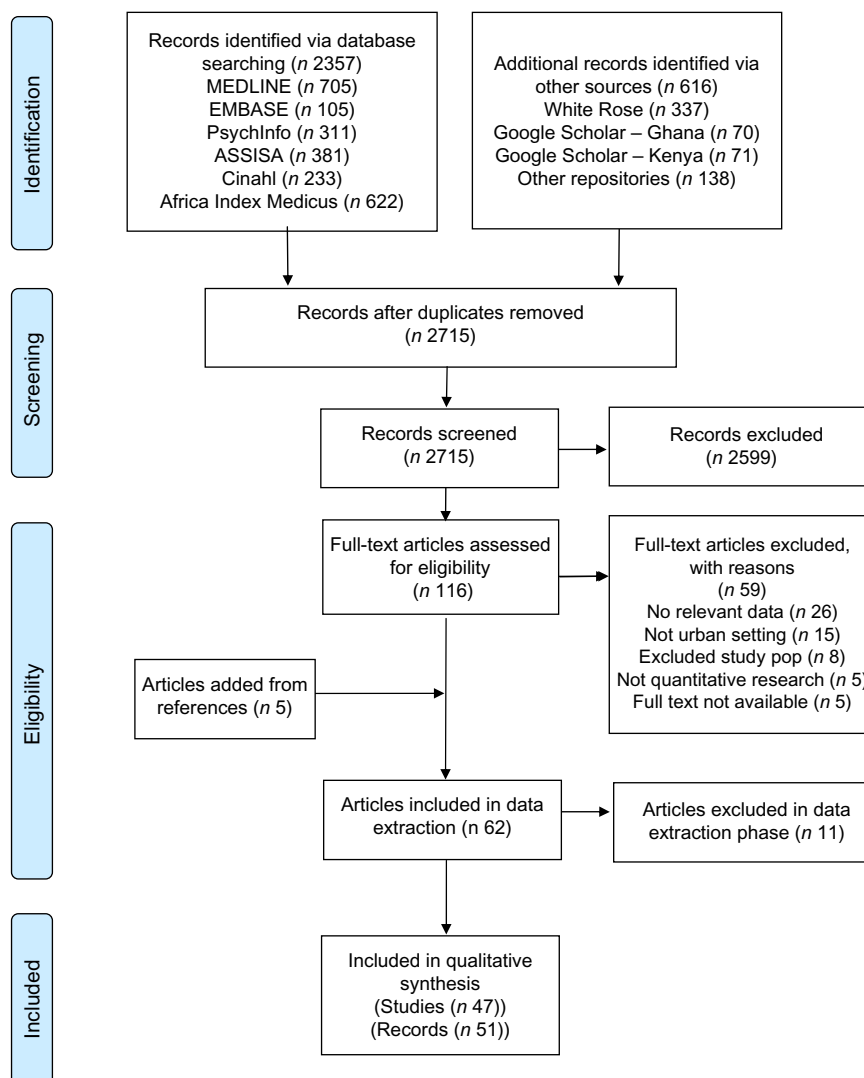 Identification
Records identified via database
searching (n 2357)
MEDLINE (n 705)
EMBASE (n 105)
PsychInfo (n 311)
ASSISA (n 381)
Cinahl (n 233)
Africa Index Medicus (n 622)
Additional records identified via
other sources (n 616)
White Rose (n 337)
Google Scholar – Ghana (n 70)
Google Scholar – Kenya (n 71)
Other repositories (n 138)
Screening
Records after duplicates removed
(n 2715)
Records screened
(n 2715)
Records excluded
(n 2599)
Eligibility
Full-text articles assessed
for eligibility
(n 116)
Full-text articles excluded,
with reasons
(n 59)
No relevant data (n 26)
Not urban setting (n 15)
Excluded study pop (n 8)
Not quantitative research (n 5)
Full text not available (n 5)
Articles added from
references (n 5)
Articles included in data
extraction (n 62)
Articles excluded in data
extraction phase (n 11)
Included
Included in qualitative
synthesis
(Studies (n 47))
(Records (n 51))